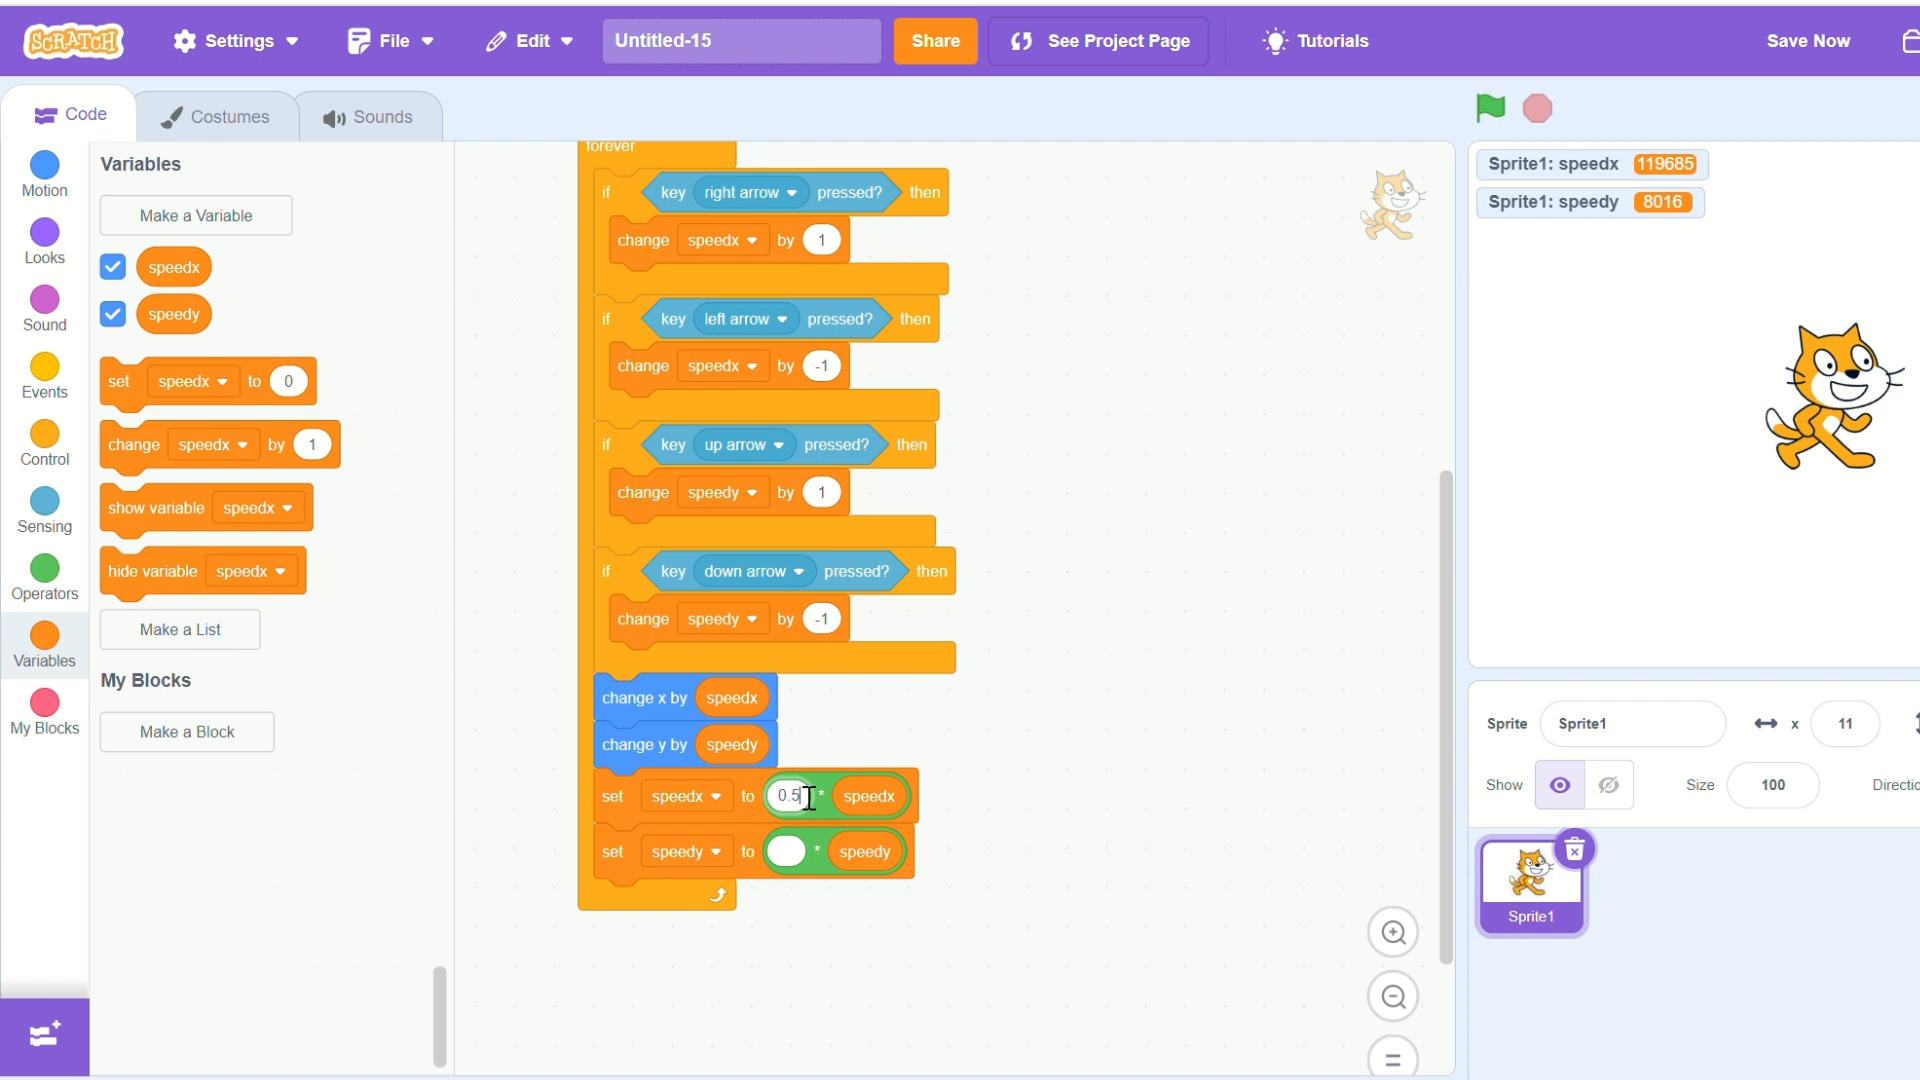 SCRATCH Settings File Edit Untitled-15 Share See Project Page Tutorials Save Now
Code Costumes Sounds
Motion
Looks
Sound
Events
Control
Sensing
Operators
Variables
My Blocks
Variables
Make a Variable
speedx
speedy
set speedx to 0
change speedx by 1
show variable speedx
hide variable speedx
Make a List
My Blocks
Make a Block
forever
if key right arrow pressed? then
change speedx by 1
if key left arrow pressed? then
change speedx by -1
if key up arrow pressed? then
change speedy by 1
if key down arrow pressed? then
change speedy by -1
change x by speedx
change y by speedy
set speedx to 0.5 * speedx
set speedy to * speedy
Sprite1: speedx 119685
Sprite1: speedy 8016
Sprite Sprite1 x 11
Show Size 100 Directio
Sprite1